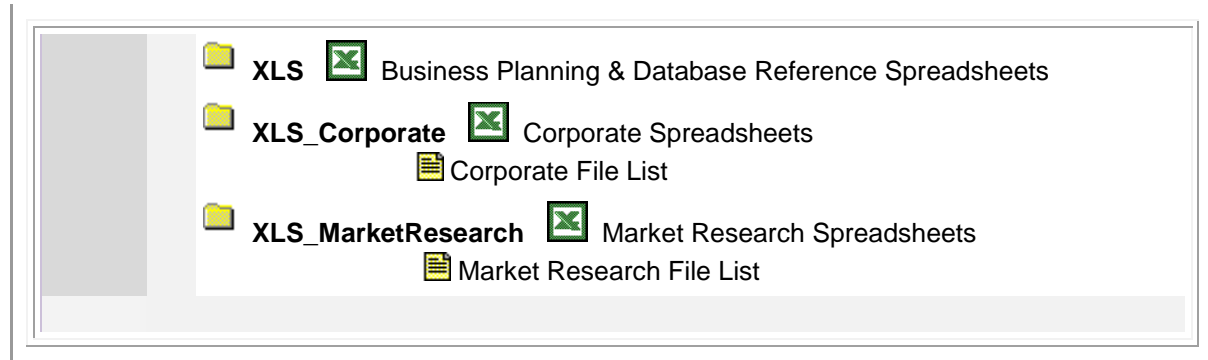 XLS Business Planning & Database Reference Spreadsheets
XLS_Corporate Corporate Spreadsheets
Corporate File List
XLS_MarketResearch Market Research Spreadsheets
Market Research File List